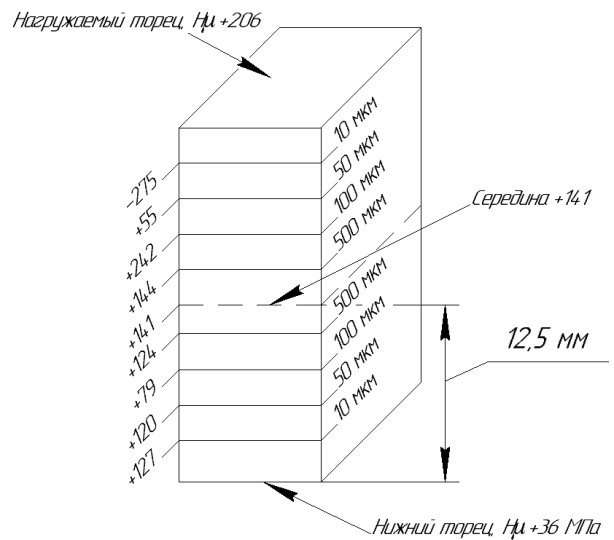 Нагружаемый торец, Hμ +206
10 мкм
50 мкм
100 мкм
500 мкм
-275
+55
+242
+144
+141
Середина +141
500 мкм
100 мкм
50 мкм
10 мкм
+124
+79
+120
+127
12,5 мм
Нижний торец, Hμ +36 МПа